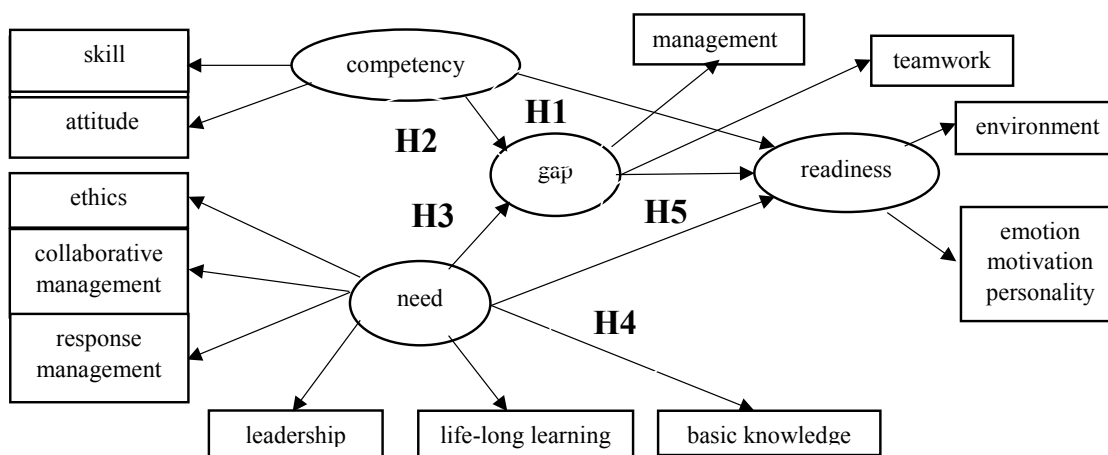 skill
attitude
competency
management
teamwork
environment
H1
H2
gap
readiness
ethics
collaborative
management
response
management
H3
H5
need
emotion
motivation
personality
H4
leadership
life-long learning
basic knowledge